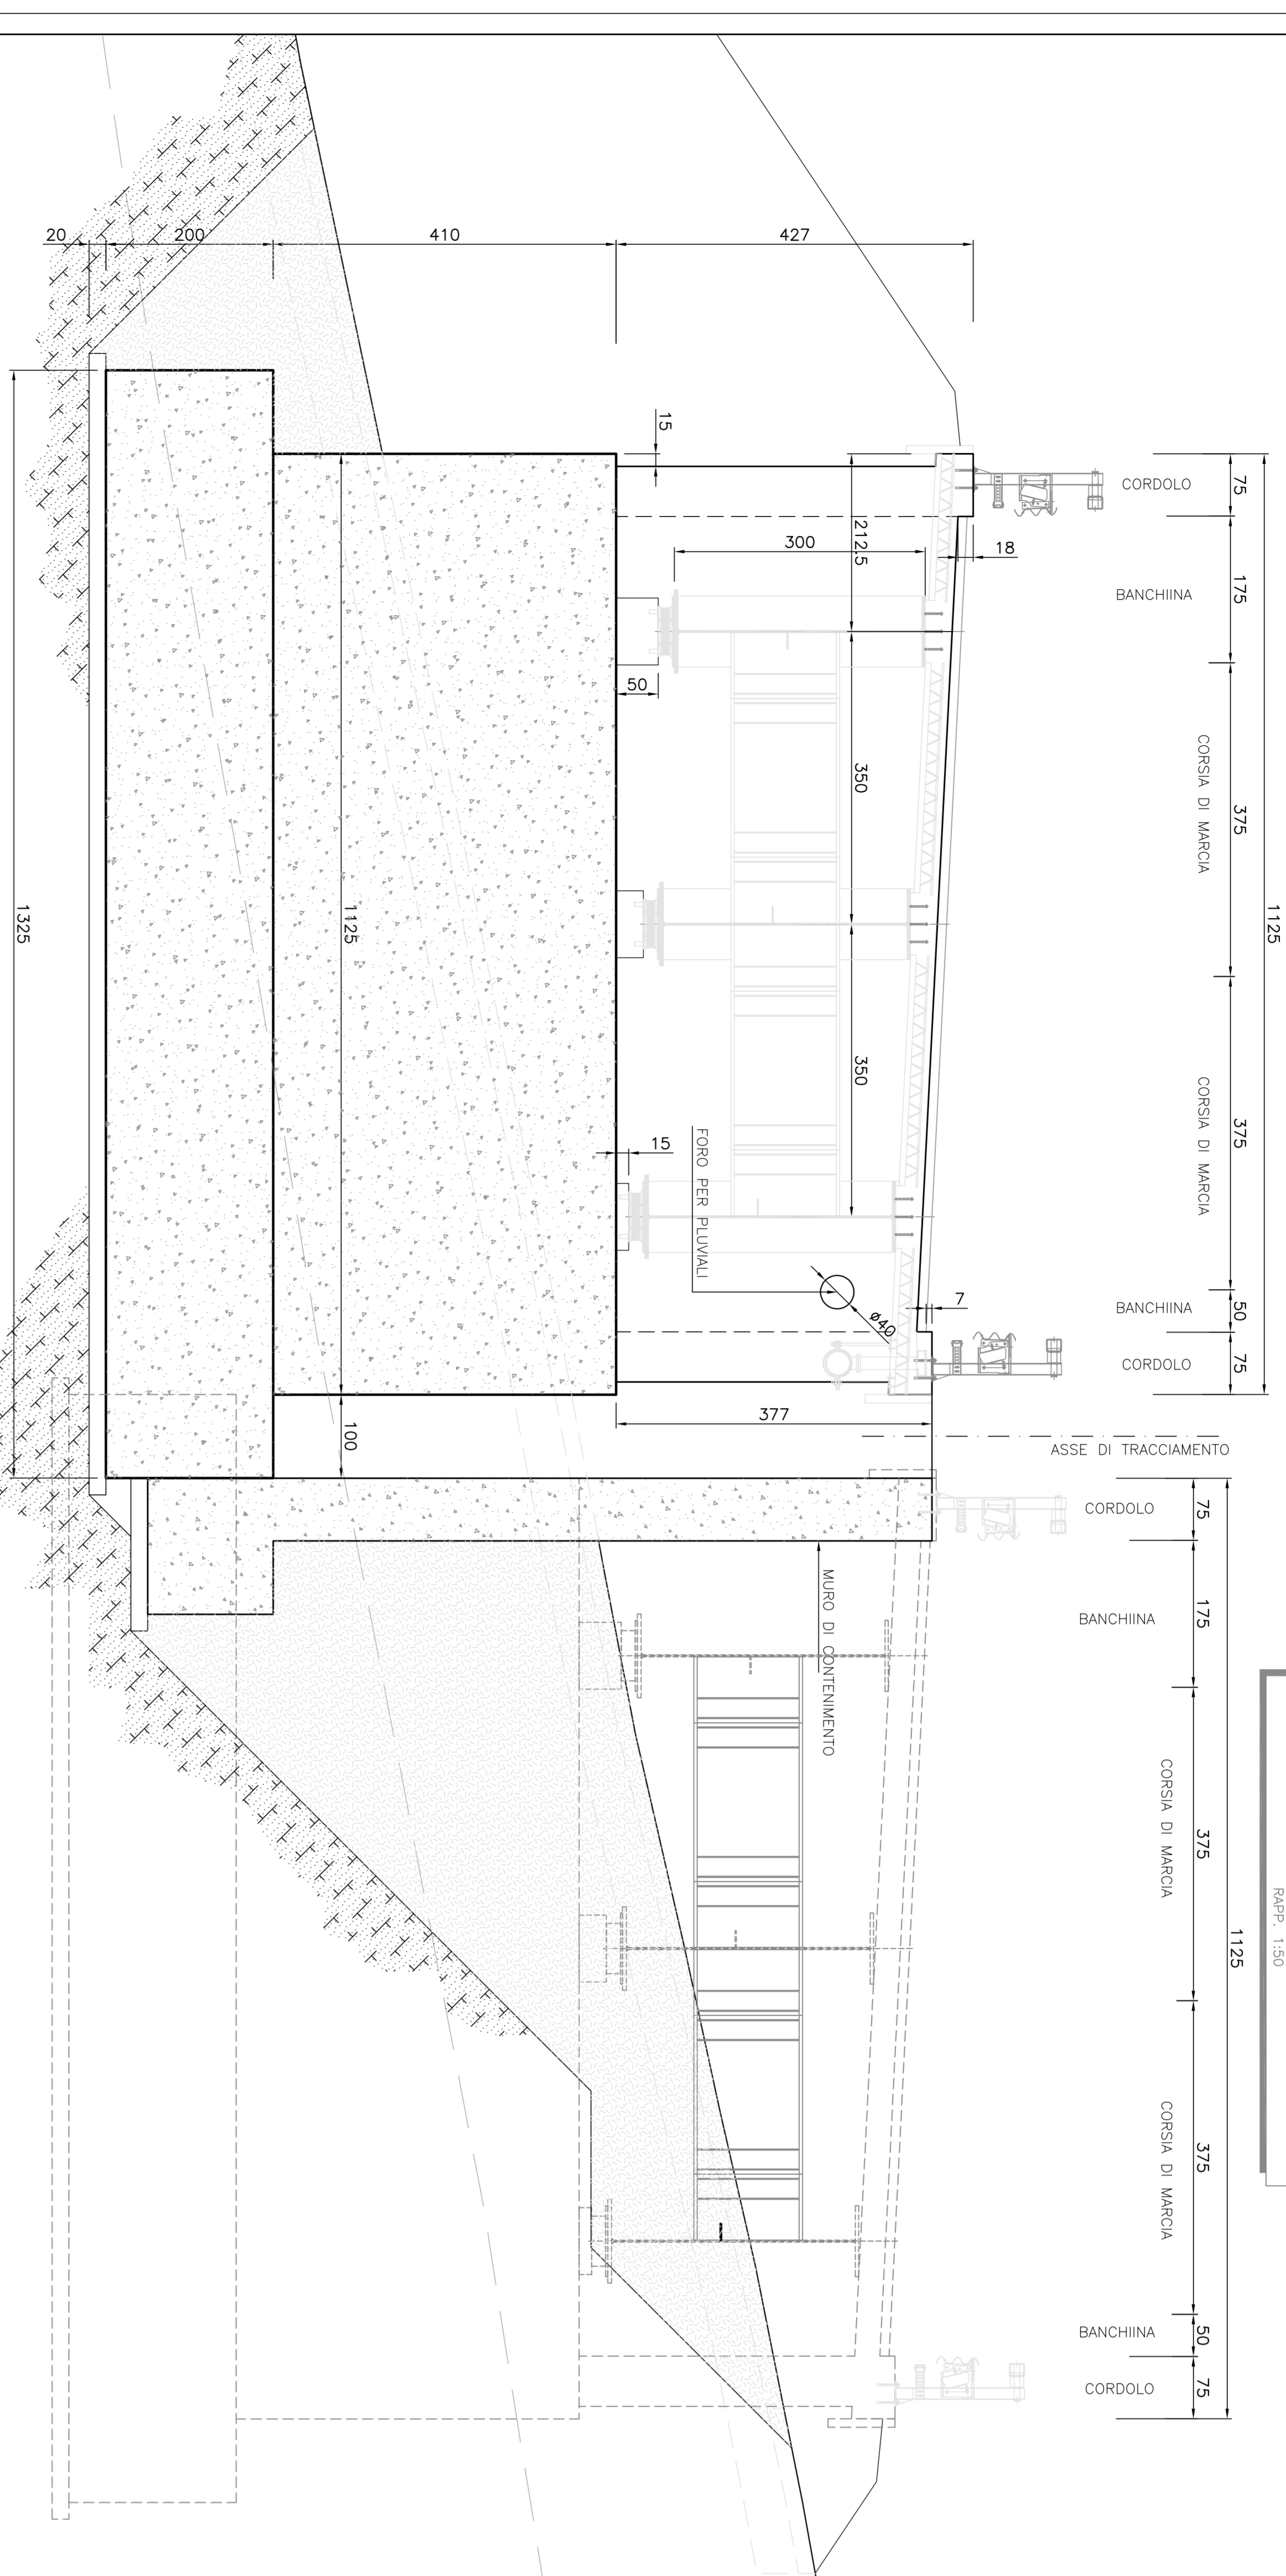 20
200
410
427
15
75
CORDOLO
18
300
212.5
175
BANCHIINA
50
350
375
CORSIA DI MARCIA
1125
1325
1125
350
375
CORSIA DI MARCIA
15
FORO PER PLUVIALI
ø40
7
50
BANCHIINA
75
CORDOLO
377
100
ASSE DI TRACCIAMENTO
75
CORDOLO
MURO DI CONTENIMENTO
175
BANCHIINA
375
CORSIA DI MARCIA
1125
RAPP. 1:50
375
CORSIA DI MARCIA
50
BANCHIINA
75
CORDOLO